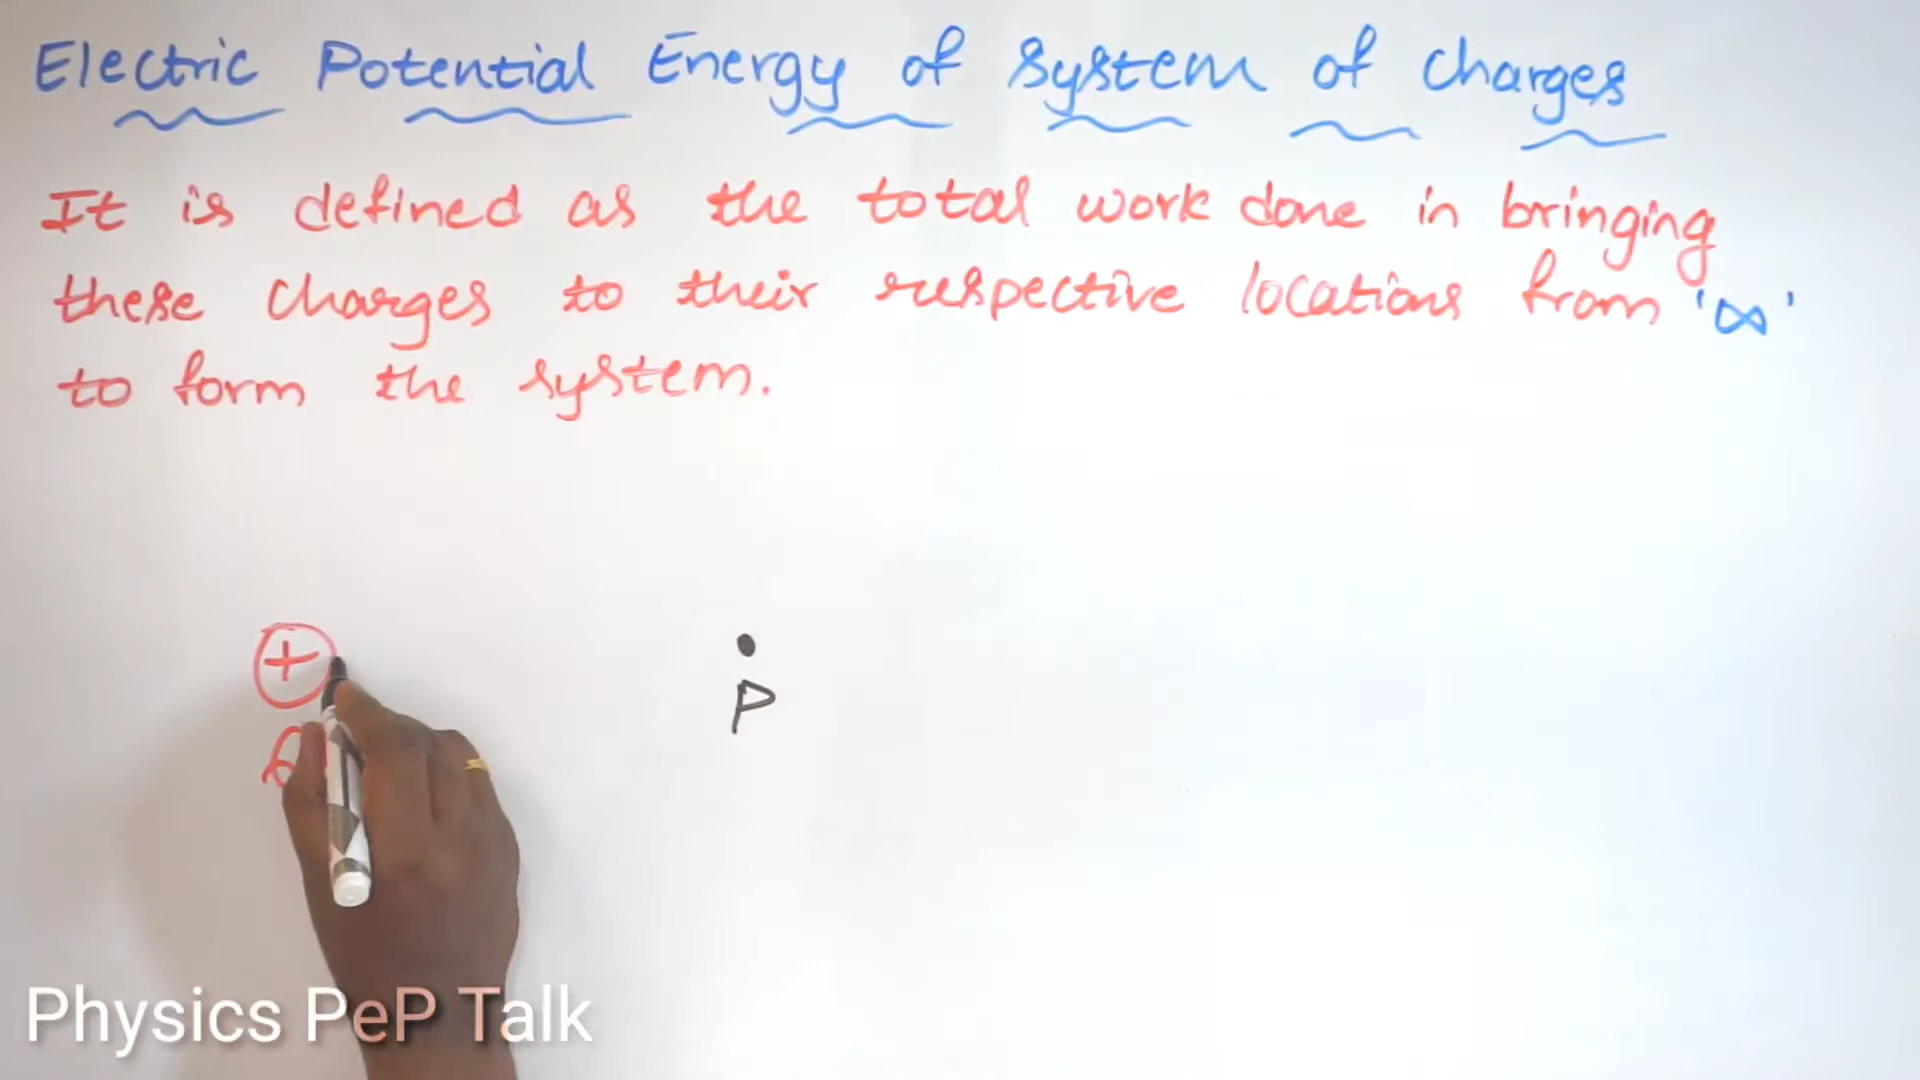 Electric Potential Energy of system of charges
It is defined as the total work done in bringing
these charges to their respective locations from '∞'
to form the system.
+
P
Physics PeP Talk